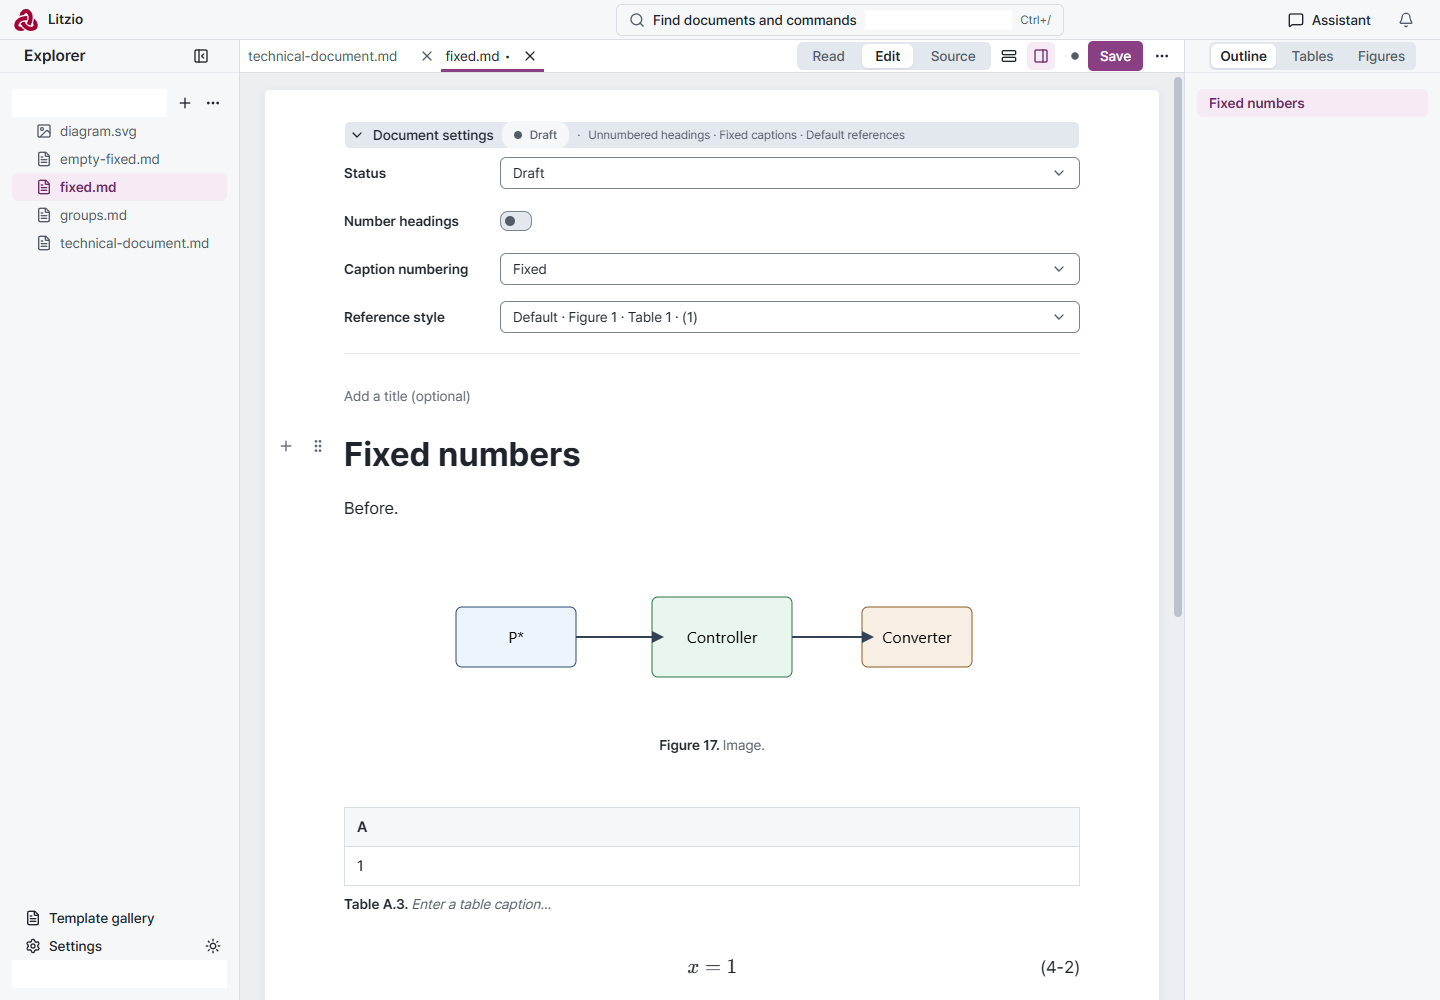 Litzio
Find documents and commands
Ctrl+/
Assistant
Explorer
technical-document.md
fixed.md •
Read
Edit
Source
Save
Outline
Tables
Figures
diagram.svg
empty-fixed.md
fixed.md
groups.md
technical-document.md
Template gallery
Settings
Document settings
Draft
· Unnumbered headings · Fixed captions · Default references
Status
Draft
Number headings
Caption numbering
Fixed
Reference style
Default · Figure 1 · Table 1 · (1)
Add a title (optional)
Fixed numbers
Before.
P*
Controller
Converter
Figure 17. Image.
A
1
Table A.3. Enter a table caption...
x = 1
(4-2)
Fixed numbers